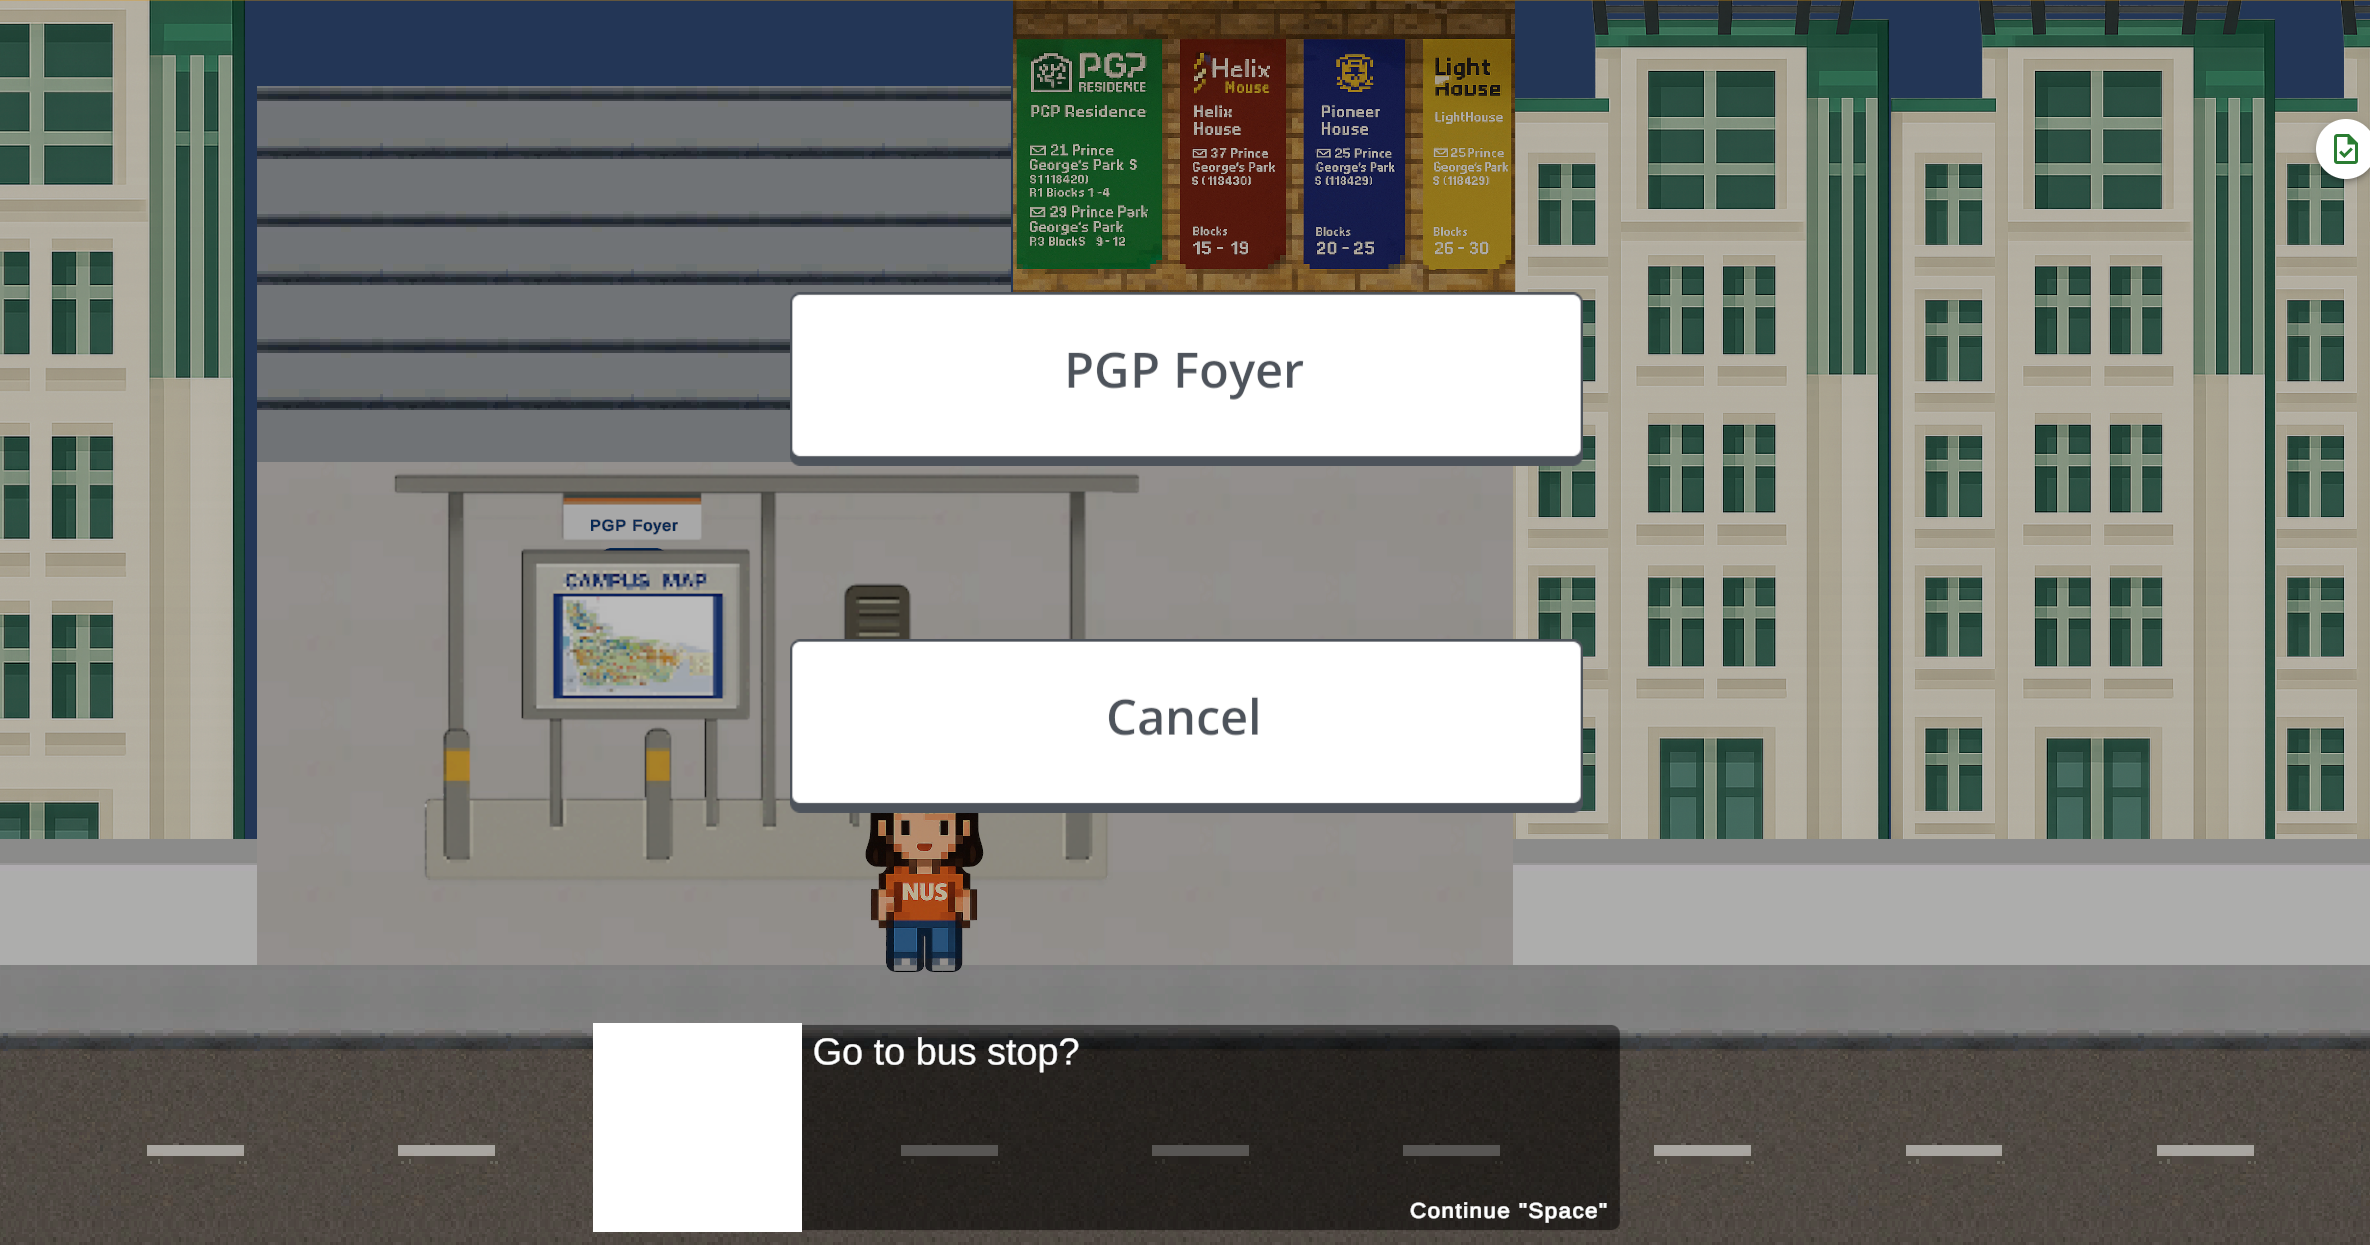 PGP
RESIDENCE
PGP Residence
21 Prince
George's Park S
S1118420)
R1 Blocks 1 -4
29 Prince Park
George's Park
R3 BlockS 9 - 12
Helix
Mouse
Helix
House
37 Prince
George's Park
S (118430)
Blocks
15 - 19
Pioneer
House
25 Prince
George's Park
S (118429)
Blocks
20 - 25
Light
House
LightHouse
25 Prince
George's Park
S (118429)
Blocks
26 - 30
PGP Foyer
PGP Foyer
CAMPUS MAP
Cancel
NUS
Go to bus stop?
Continue "Space"